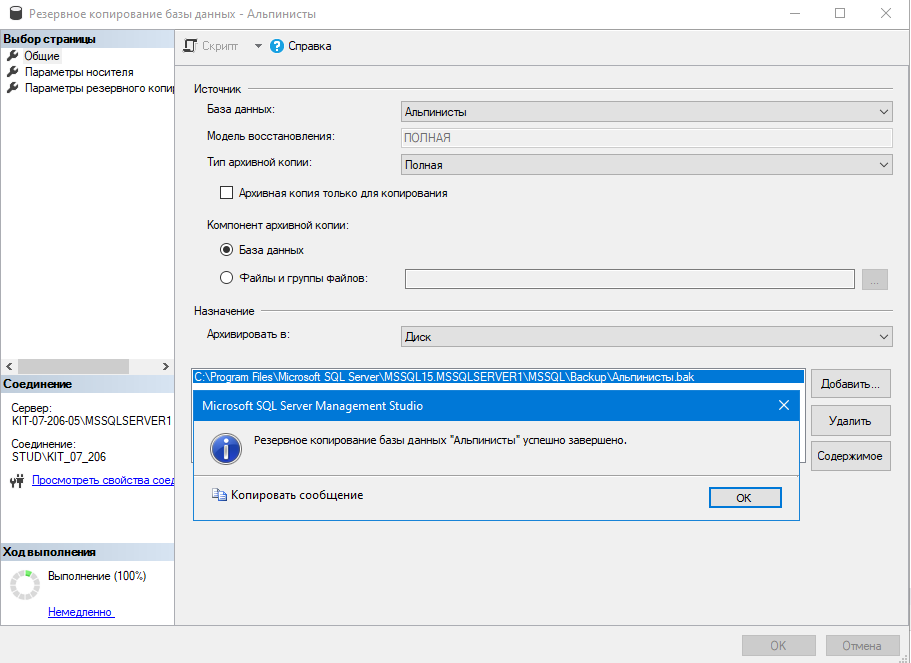 Резервное копирование базы данных - Альпинисты
Выбор страницы
Общие
Параметры носителя
Параметры резервного копир
Скрипт
Справка
Источник
База данных:
Альпинисты
Модель восстановления:
ПОЛНАЯ
Тип архивной копии:
Полная
Архивная копия только для копирования
Компонент архивной копии:
База данных
Файлы и группы файлов:
...
Назначение
Архивировать в:
Диск
C:\Program Files\Microsoft SQL Server\MSSQL15.MSSQLSERVER1\MSSQL\Backup\Альпинисты.bak
Добавить...
Удалить
Содержимое
Microsoft SQL Server Management Studio
Резервное копирование базы данных "Альпинисты" успешно завершено.
Копировать сообщение
ОК
Соединение
Сервер:
KIT-07-206-05\MSSQLSERVER1
Соединение:
STUD\KIT_07_206
Просмотреть свойства соед
Ход выполнения
Выполнение (100%)
Немедленно
ОК
Отмена